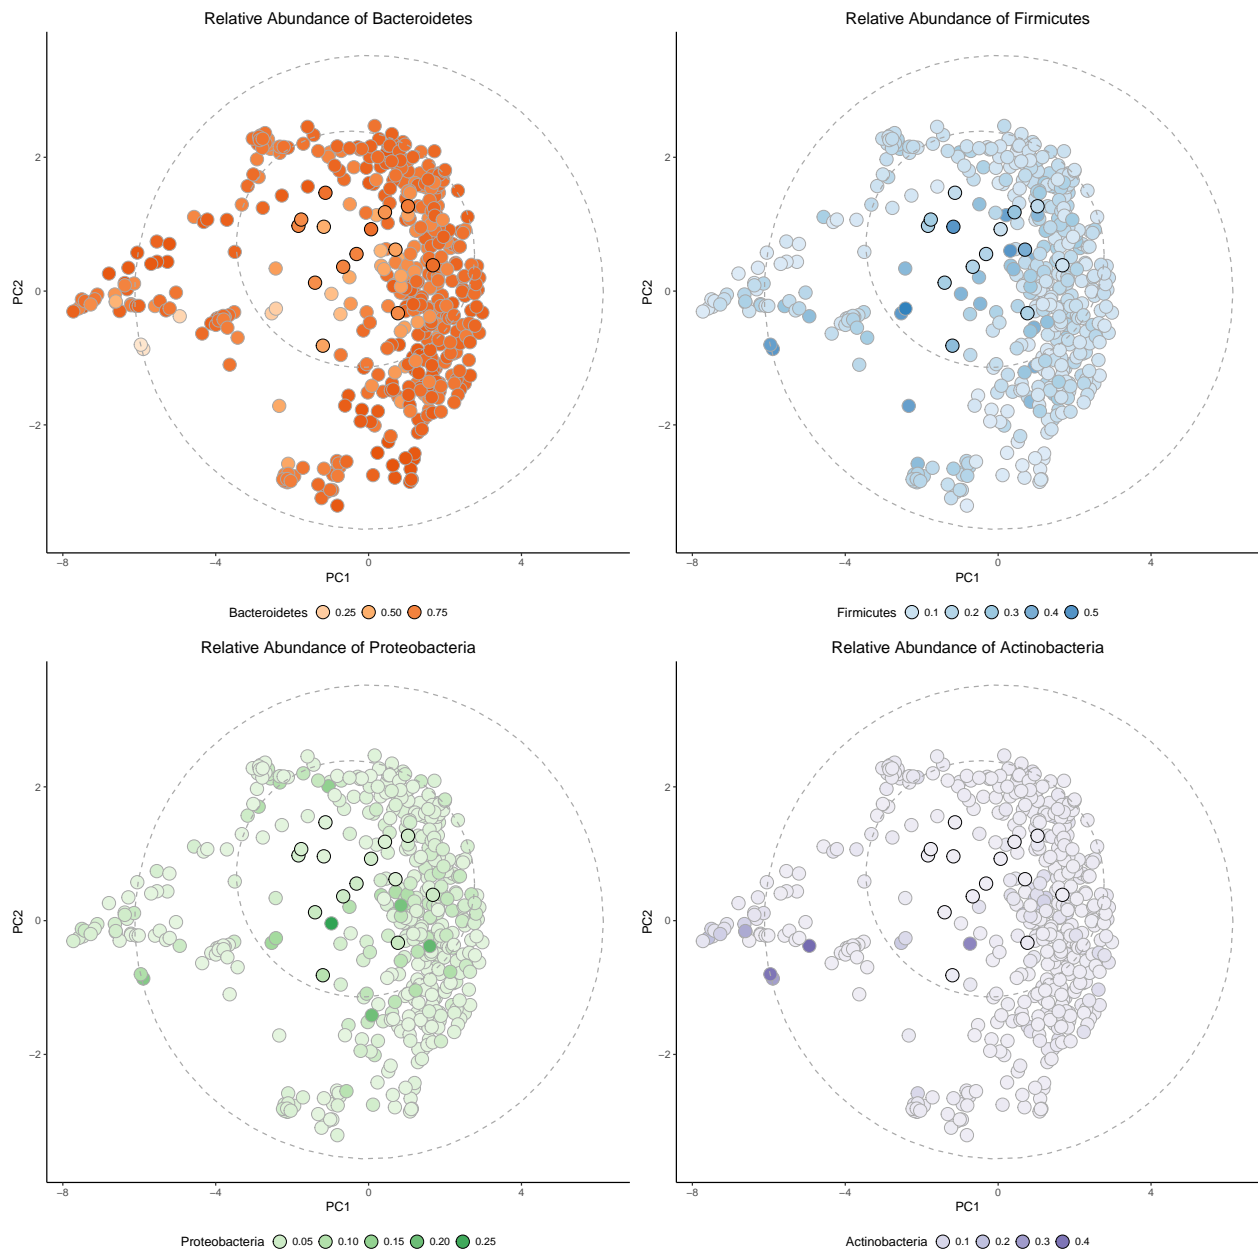 Relative Abundance of Bacteroidetes
Relative Abundance of Firmicutes
PC2
2
0
−2
−8
−4
0
4
PC1
PC2
2
0
−2
−8
−4
0
4
PC1
Bacteroidetes 0.25 0.50 0.75
Firmicutes 0.1 0.2 0.3 0.4 0.5
Relative Abundance of Proteobacteria
Relative Abundance of Actinobacteria
PC2
2
0
−2
−8
−4
0
4
PC1
PC2
2
0
−2
−8
−4
0
4
PC1
Proteobacteria 0.05 0.10 0.15 0.20 0.25
Actinobacteria 0.1 0.2 0.3 0.4